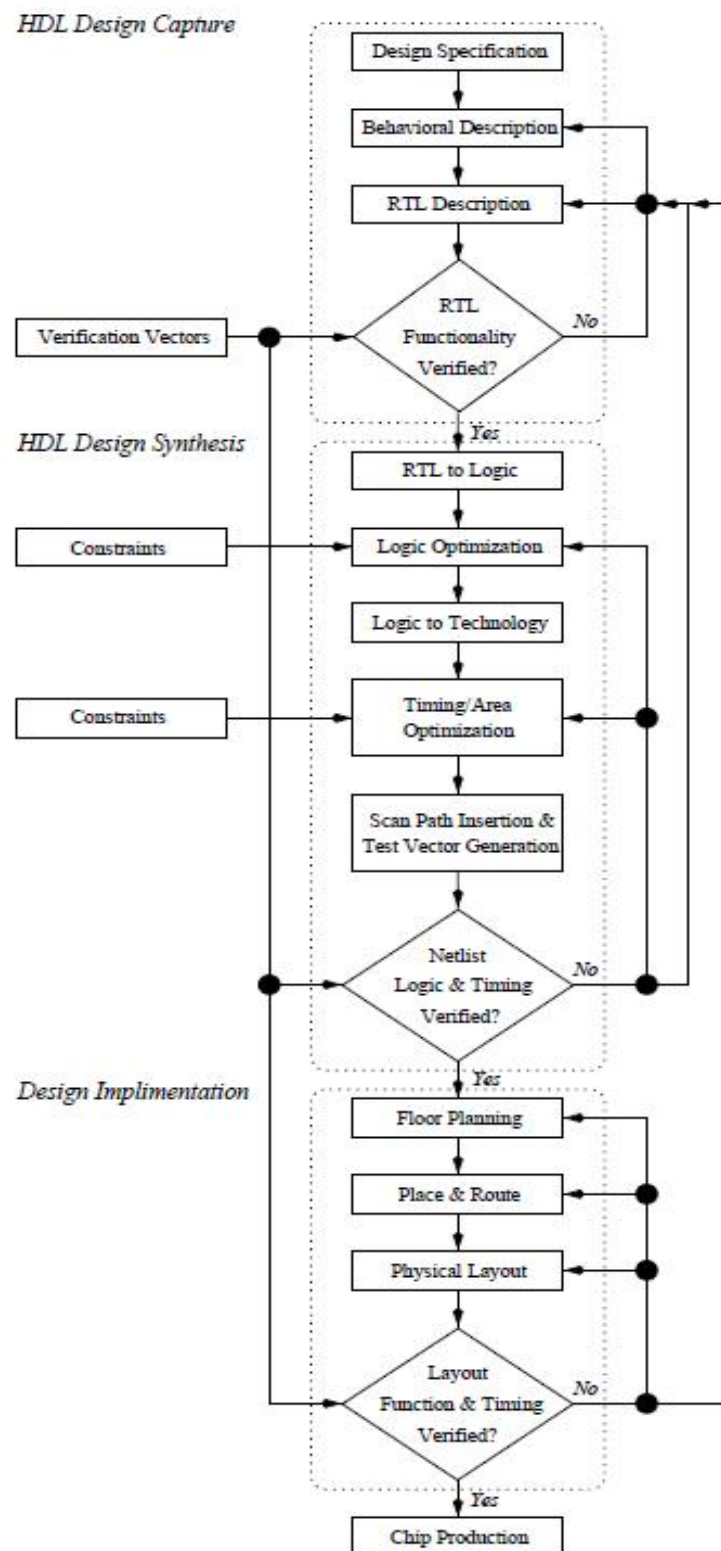 HDL Design Capture
Design Specification
Behavioral Description
RTL Description
RTL
Functionality
Verified?
No
Verification Vectors
Yes
HDL Design Synthesis
RTL to Logic
Constraints
Logic Optimization
Logic to Technology
Constraints
Timing/Area
Optimization
Scan Path Insertion &
Test Vector Generation
Netlist
Logic & Timing
Verified?
No
Yes
Design Implimentation
Floor Planning
Place & Route
Physical Layout
Layout
Function & Timing
Verified?
No
Yes
Chip Production